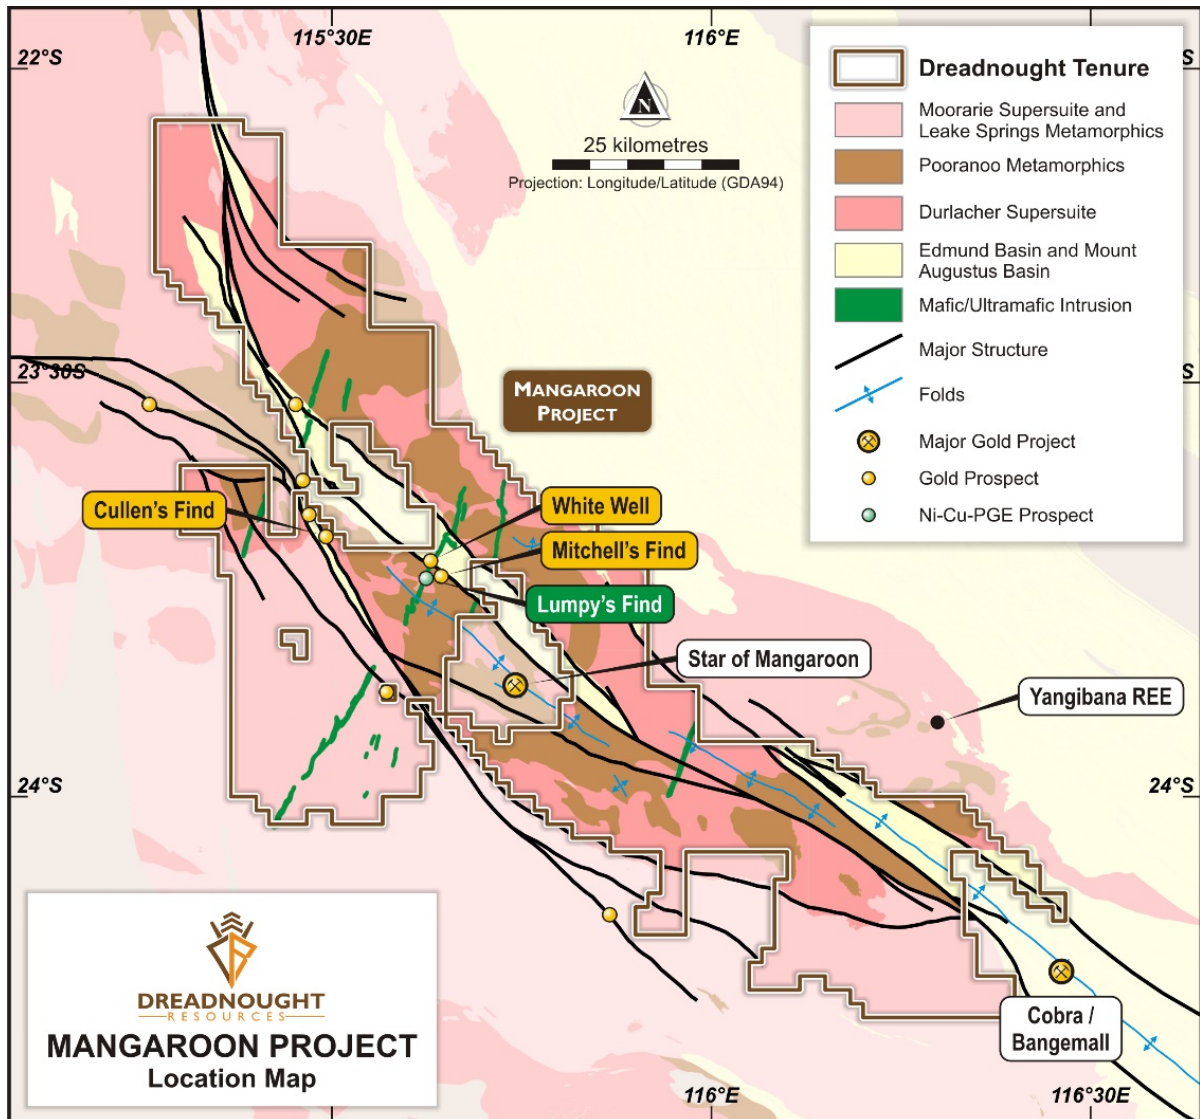 115°30E
116°E
22°S
S
N
25 kilometres
Projection: Longitude/Latitude (GDA94)
Dreadnought Tenure
Moorarie Supersuite and
Leake Springs Metamorphics
Pooranoo Metamorphics
Durlacher Supersuite
Edmund Basin and Mount
Augustus Basin
Mafic/Ultramafic Intrusion
Major Structure
Folds
Major Gold Project
Gold Prospect
Ni-Cu-PGE Prospect
23°30S
S
MANGAROON
PROJECT
Cullen's Find
White Well
Mitchell's Find
Lumpy's Find
Star of Mangaroon
Yangibana REE
24°S
24°S
Cobra /
Bangemall
DREADNOUGHT
RESOURCES
MANGAROON PROJECT
Location Map
116°E
116°30E